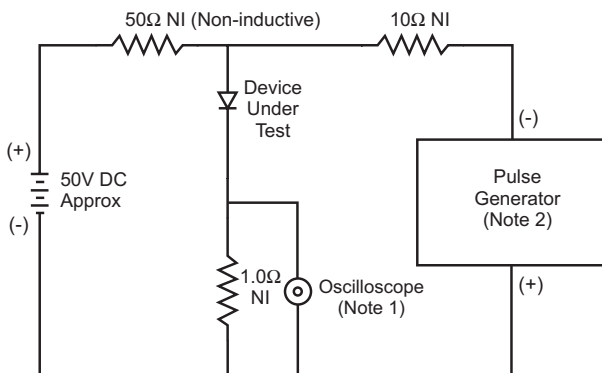 50Ω NI (Non-inductive)
10Ω NI
Device
Under
Test
(+)
50V DC
Approx
(-)
1.0Ω
NI
Oscilloscope
(Note 1)
(-)
Pulse
Generator
(Note 2)
(+)